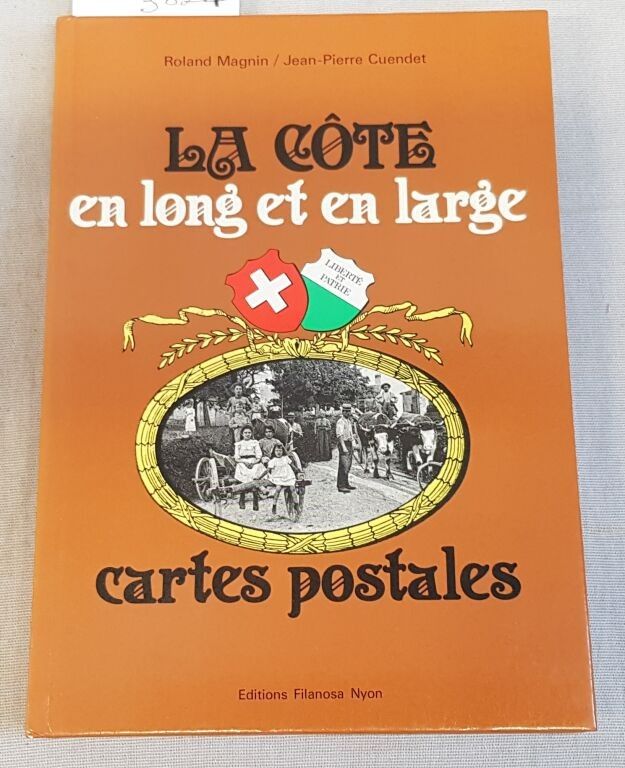 Roland Magnin / Jean-Pierre Cuendet
LA CÔTE
en long et en large
LIBERTÉ
ET
PATRIE
cartes postales
Editions Filanosa Nyon